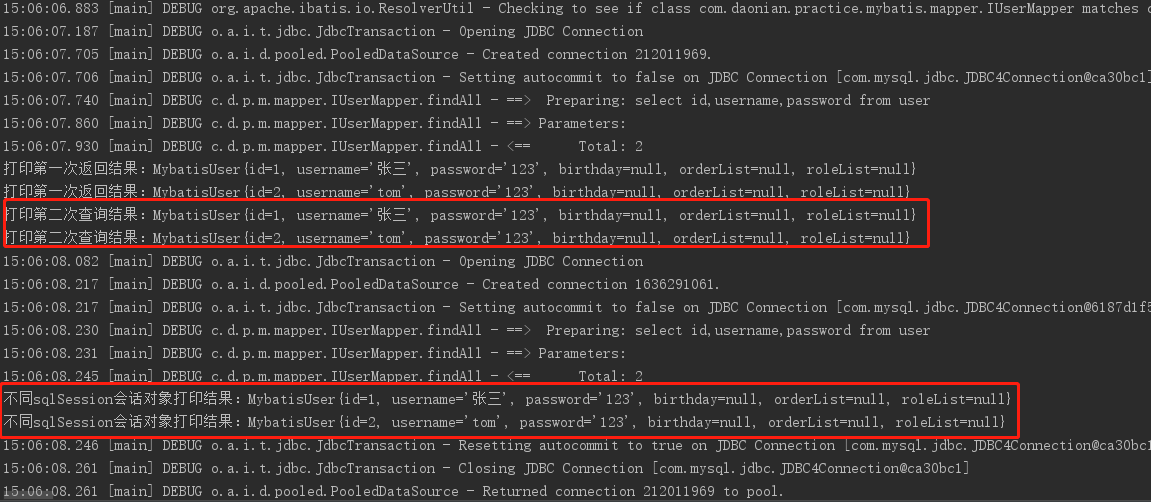 15:06:06.883 [main] DEBUG org.apache.ibatis.io.ResolverUtil - Checking to see if class com.daonian.practice.mybatis.mapper.IUserMapper matches
15:06:07.187 [main] DEBUG o.a.i.t.jdbc.JdbcTransaction - Opening JDBC Connection
15:06:07.705 [main] DEBUG o.a.i.d.pooled.PooledDataSource - Created connection 212011969.
15:06:07.706 [main] DEBUG o.a.i.t.jdbc.JdbcTransaction - Setting autocommit to false on JDBC Connection [com.mysql.jdbc.JDBC4Connection@ca30bc1]
15:06:07.740 [main] DEBUG c.d.p.m.mapper.IUserMapper.findAll - ==>  Preparing: select id,username,password from user
15:06:07.860 [main] DEBUG c.d.p.m.mapper.IUserMapper.findAll - ==> Parameters:
15:06:07.930 [main] DEBUG c.d.p.m.mapper.IUserMapper.findAll - <==      Total: 2
打印第一次返回结果：MybatisUser{id=1, username='张三', password='123', birthday=null, orderList=null, roleList=null}
打印第一次返回结果：MybatisUser{id=2, username='tom', password='123', birthday=null, orderList=null, roleList=null}
打印第二次查询结果：MybatisUser{id=1, username='张三', password='123', birthday=null, orderList=null, roleList=null}
打印第二次查询结果：MybatisUser{id=2, username='tom', password='123', birthday=null, orderList=null, roleList=null}
15:06:08.082 [main] DEBUG o.a.i.t.jdbc.JdbcTransaction - Opening JDBC Connection
15:06:08.217 [main] DEBUG o.a.i.d.pooled.PooledDataSource - Created connection 1636291061.
15:06:08.217 [main] DEBUG o.a.i.t.jdbc.JdbcTransaction - Setting autocommit to false on JDBC Connection [com.mysql.jdbc.JDBC4Connection@6187d1f5
15:06:08.230 [main] DEBUG c.d.p.m.mapper.IUserMapper.findAll - ==>  Preparing: select id,username,password from user
15:06:08.231 [main] DEBUG c.d.p.m.mapper.IUserMapper.findAll - ==> Parameters:
15:06:08.245 [main] DEBUG c.d.p.m.mapper.IUserMapper.findAll - <==      Total: 2
不同sqlSession会话对象打印结果：MybatisUser{id=1, username='张三', password='123', birthday=null, orderList=null, roleList=null}
不同sqlSession会话对象打印结果：MybatisUser{id=2, username='tom', password='123', birthday=null, orderList=null, roleList=null}
15:06:08.246 [main] DEBUG o.a.i.t.jdbc.JdbcTransaction - Resetting autocommit to true on JDBC Connection [com.mysql.jdbc.JDBC4Connection@ca30bc1
15:06:08.261 [main] DEBUG o.a.i.t.jdbc.JdbcTransaction - Closing JDBC Connection [com.mysql.jdbc.JDBC4Connection@ca30bc1]
15:06:08.261 [main] DEBUG o.a.i.d.pooled.PooledDataSource - Returned connection 212011969 to pool.